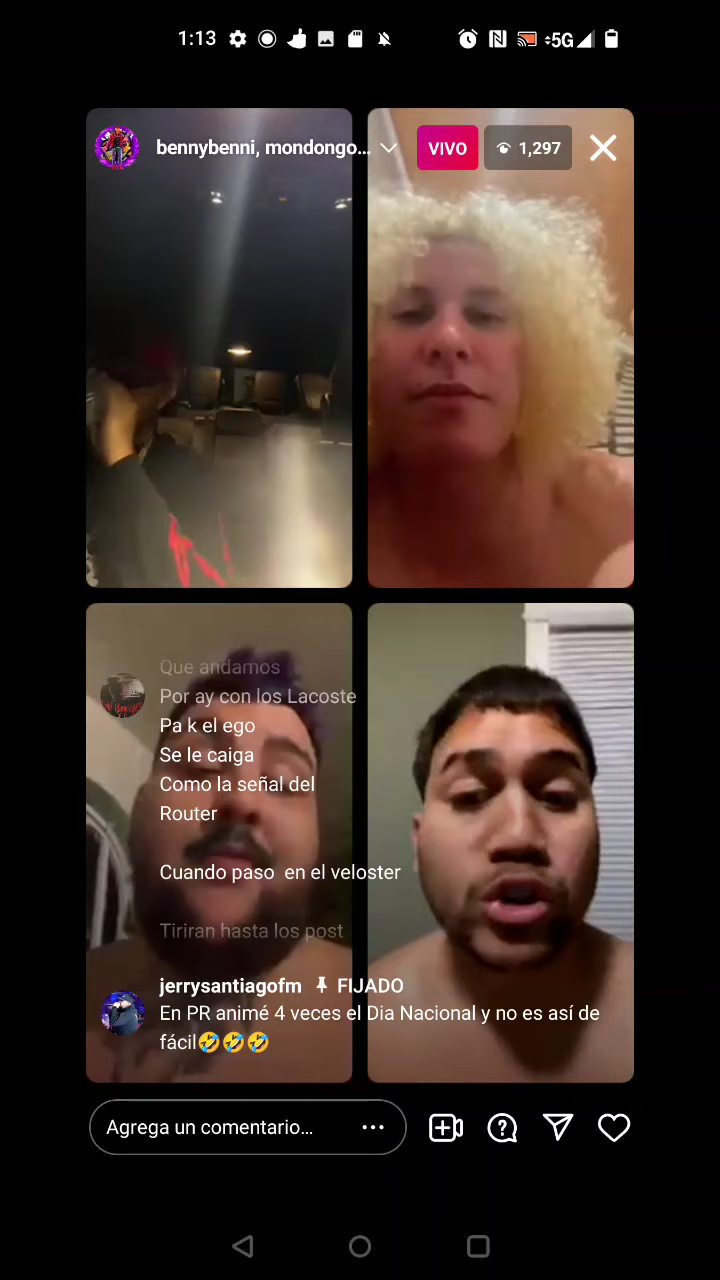 1:13
5G
bennybenni, mondongo...
VIVO
1,297
Que andamos
Por ay con los Lacoste
Pa k el ego
Se le caiga
Como la señal del
Router
Cuando paso en el veloster
Tiriran hasta los post
jerrysantiagofm FIJADO
En PR animé 4 veces el Dia Nacional y no es así de
fácil🤣🤣🤣
Agrega un comentario...